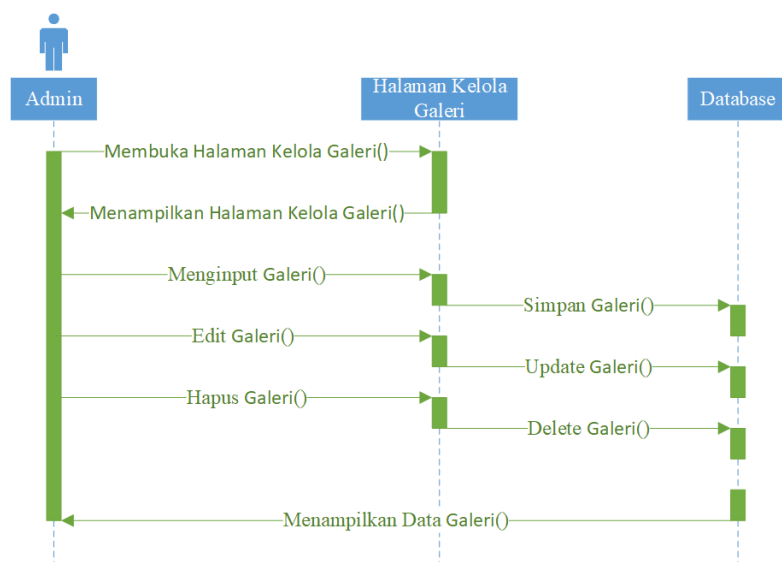 Admin
Halaman Kelola
Galeri
Database
Membuka Halaman Kelola Galeri()
Menampilkan Halaman Kelola Galeri()
Menginput Galeri()
Simpan Galeri()
Edit Galeri()
Update Galeri()
Hapus Galeri()
Delete Galeri()
Menampilkan Data Galeri()